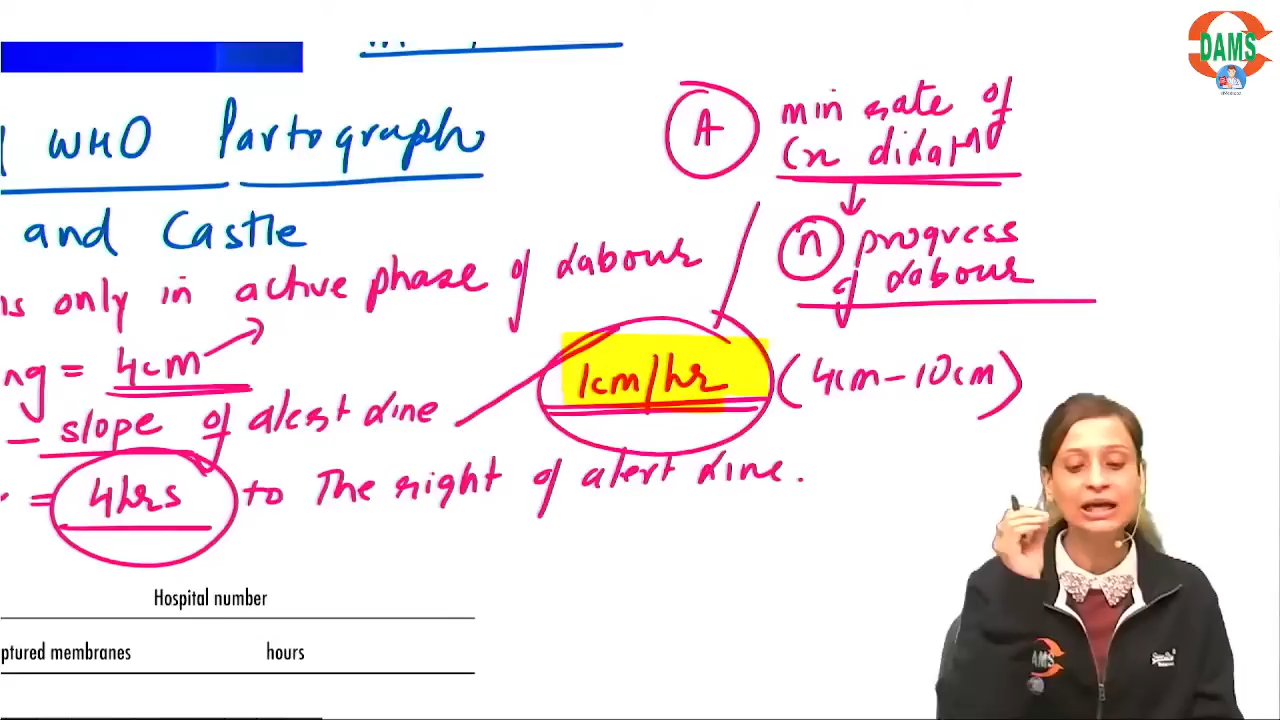 DAMS
WHO Partograph
and Castle
(A) min rate of
Cx dilatn
(n) progress
of labour
only in active phase of labour
ng = 4cm
1cm/hr (4cm-10cm)
- slope of alert line
= 4hrs to the right of alert line.
Hospital number
ptured membranes hours
AMS